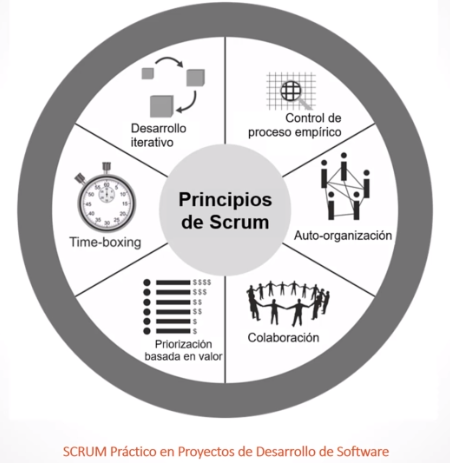 Desarrollo
iterativo
Control de
proceso empírico
Principios
de Scrum
Time-boxing
Auto-organización
$$$$
$$$
$$
$$
$
$
Priorización
basada en valor
Colaboración
SCRUM Práctico en Proyectos de Desarrollo de Software